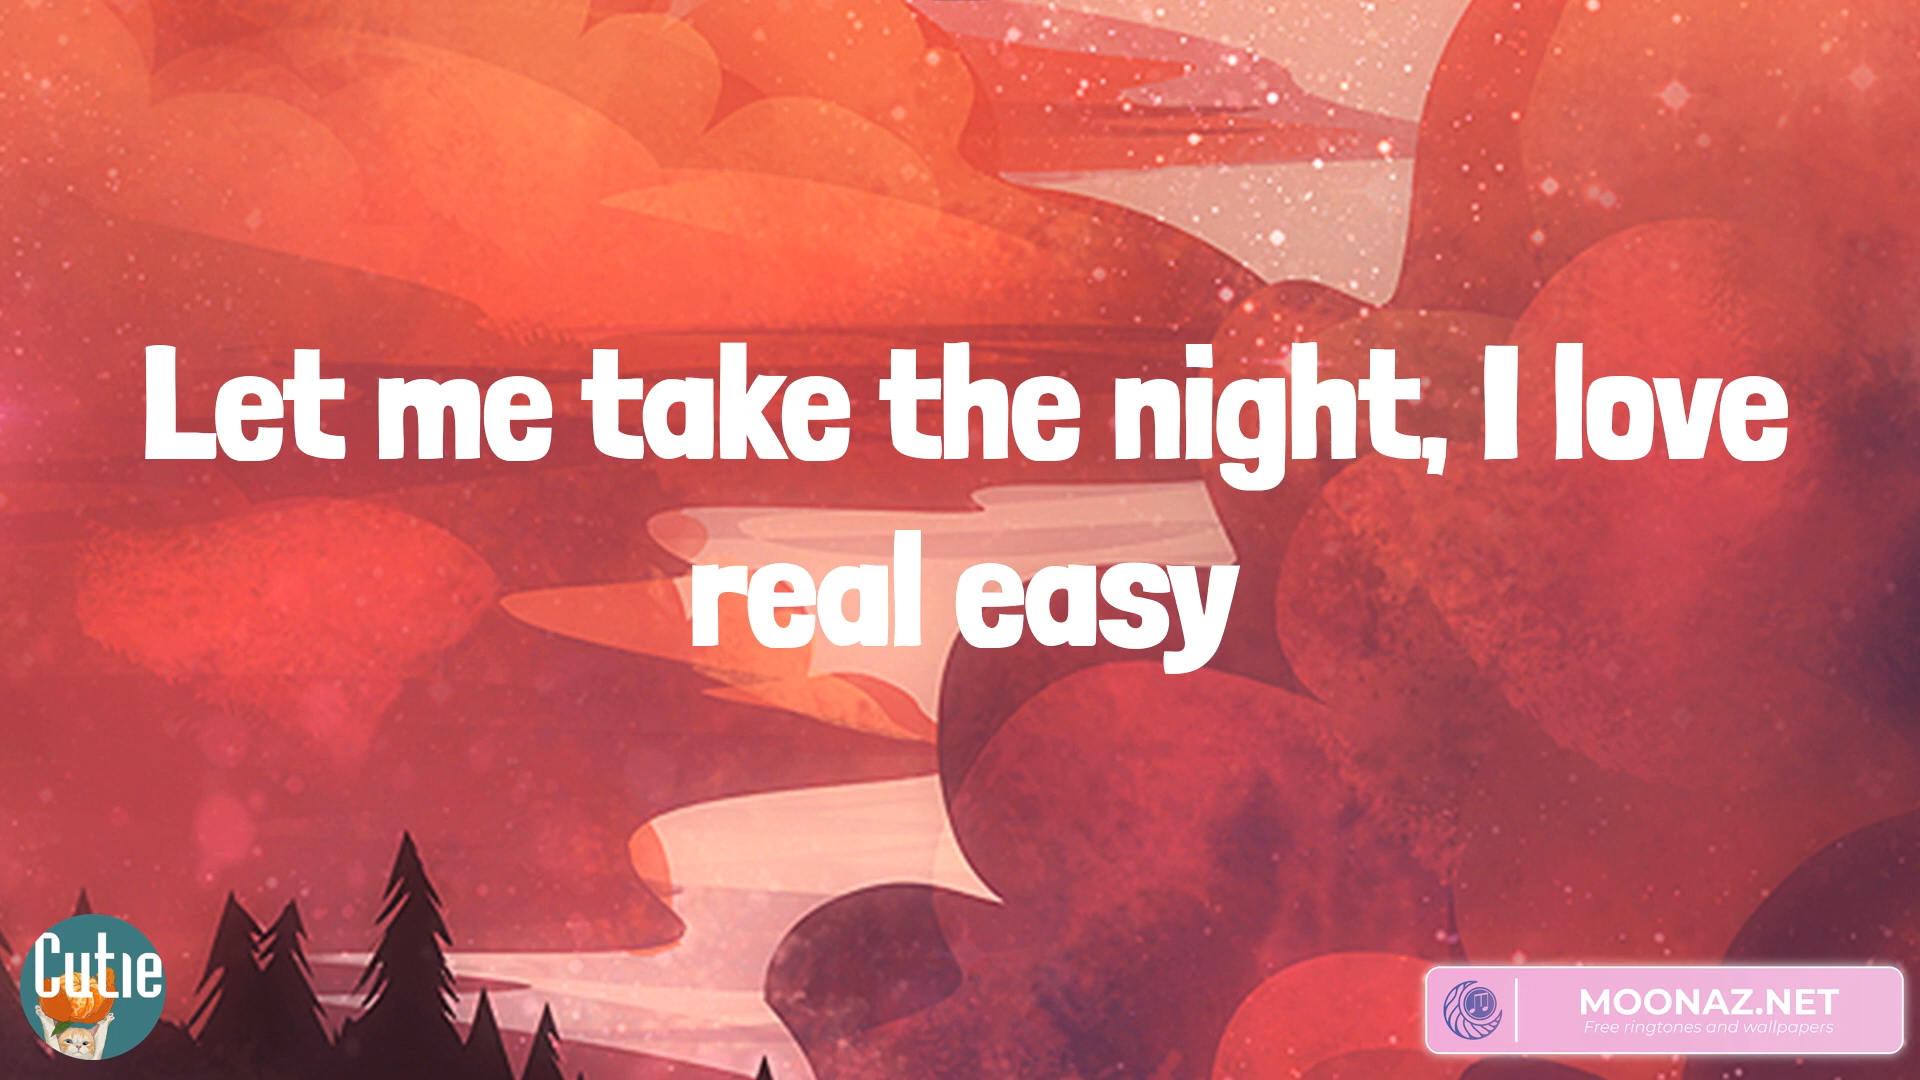 Let me take the night, I love
real easy
Cutie
MOONAZ.NET
Free ringtones and wallpapers